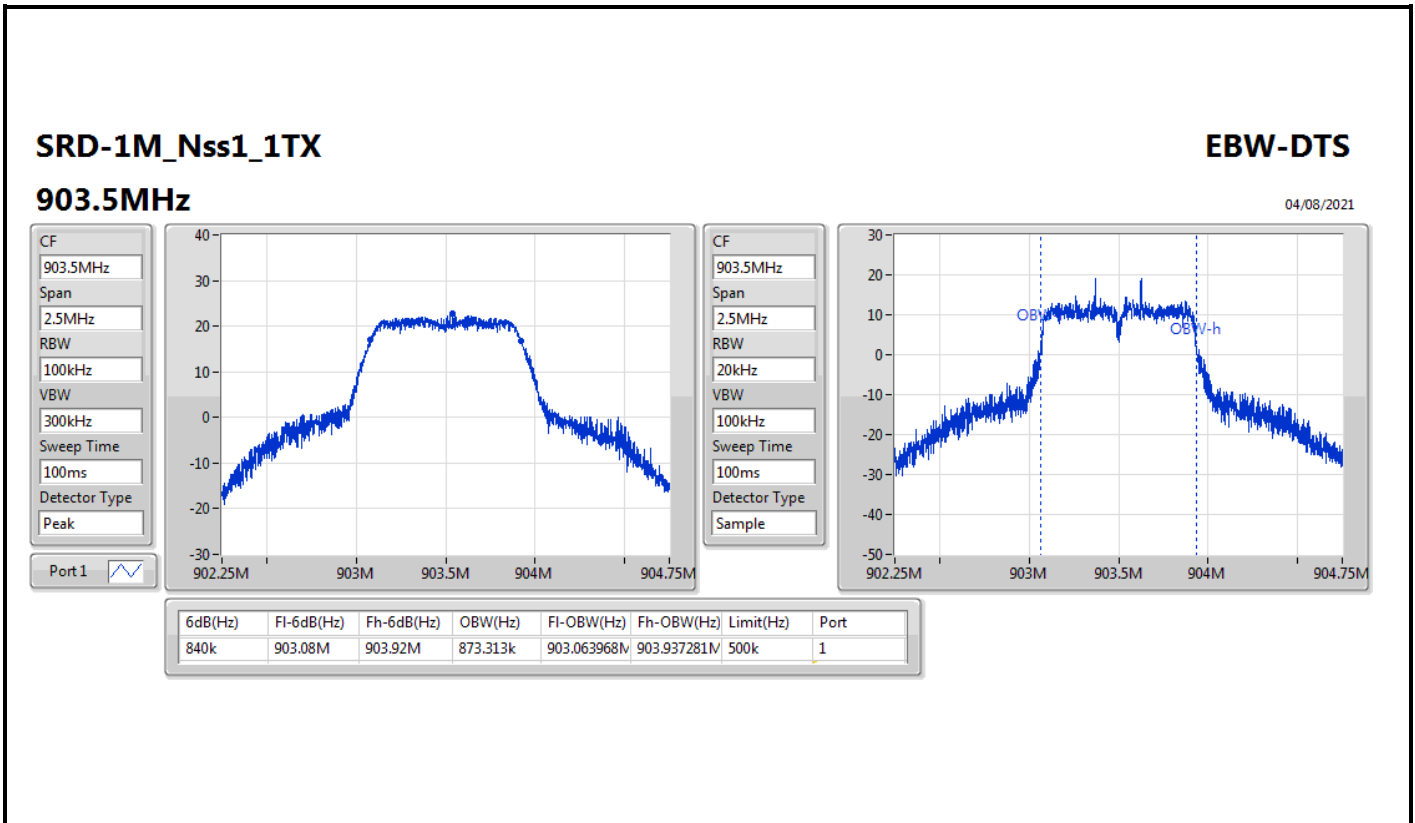 SRD-1M_Nss1_1TX
EBW-DTS
903.5MHz
04/08/2021
CF
903.5MHz
Span
2.5MHz
RBW
100kHz
VBW
300kHz
Sweep Time
100ms
Detector Type
Peak
Port 1
40
30
20
10
0
-10
-20
-30
902.25M 903M 903.5M 904M 904.75M
CF
903.5MHz
Span
2.5MHz
RBW
20kHz
VBW
100kHz
Sweep Time
100ms
Detector Type
Sample
30
20
10
0
-10
-20
-30
-40
-50
OBW-h
902.25M 903M 903.5M 904M 904.75M
6dB(Hz) Fl-6dB(Hz) Fh-6dB(Hz) OBW(Hz) Fl-OBW(Hz) Fh-OBW(Hz) Limit(Hz) Port
840k 903.08M 903.92M 873.313k 903.063968M 903.937281M 500k 1